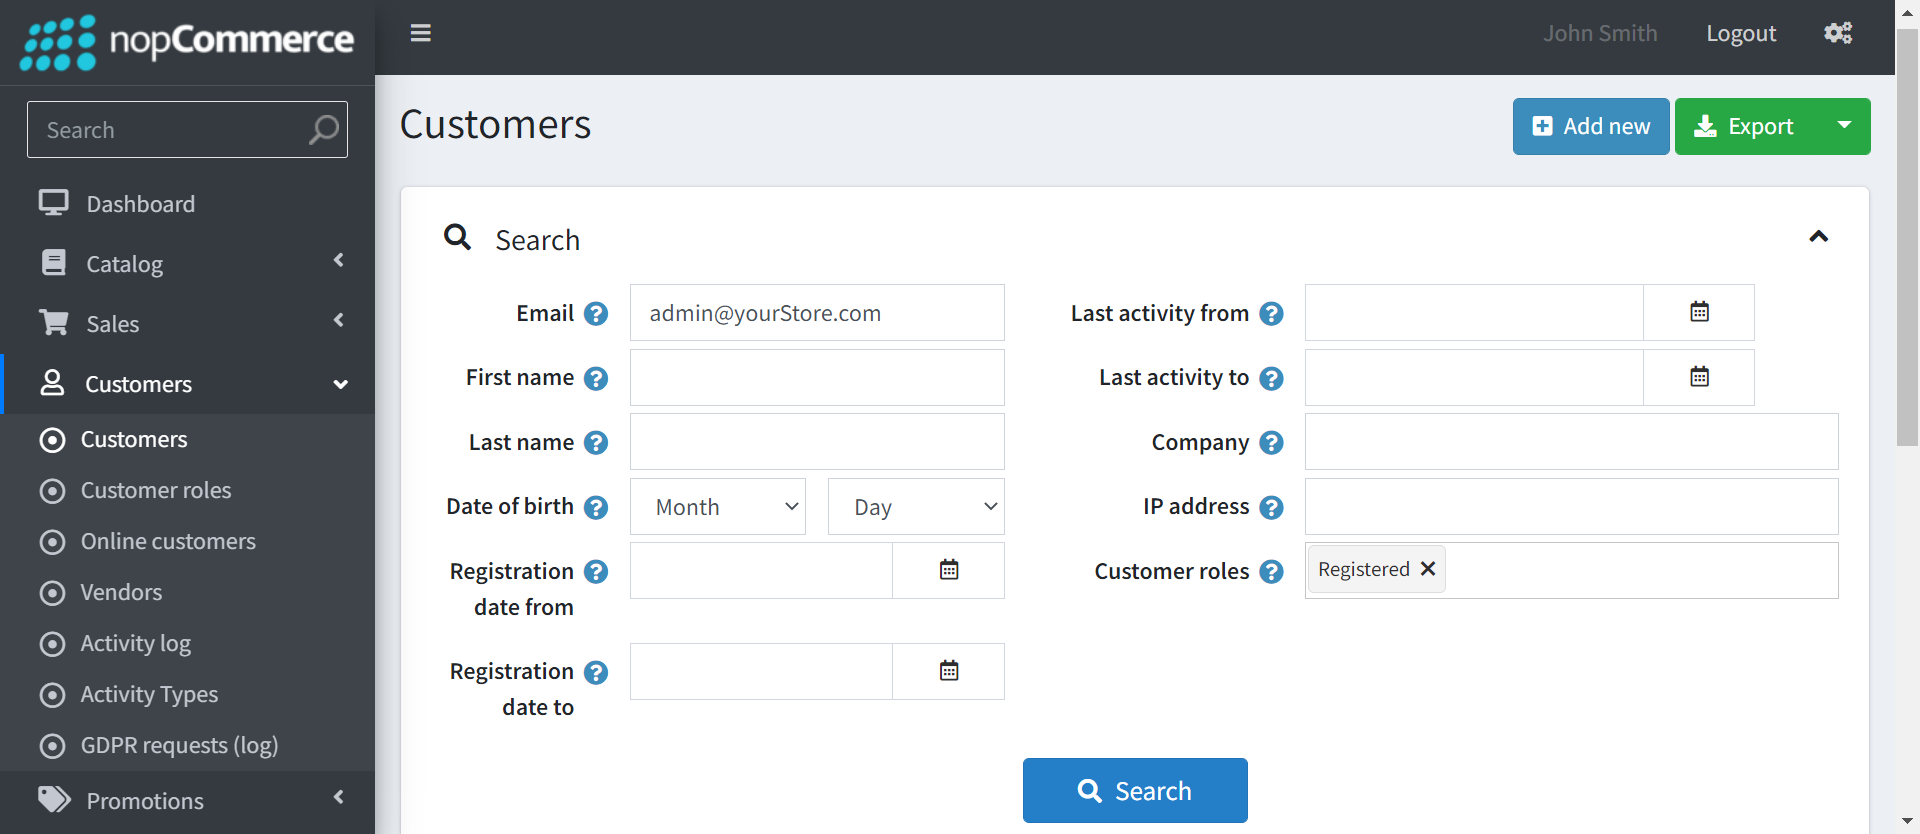 nopCommerce
John Smith
Logout
Search
Dashboard
Catalog
Sales
Customers
Customers
Customer roles
Online customers
Vendors
Activity log
Activity Types
GDPR requests (log)
Promotions
Customers
Add new
Export
Search
Email
admin@yourStore.com
First name
Last name
Date of birth
Month
Day
Registration
date from
Registration
date to
Last activity from
Last activity to
Company
IP address
Customer roles
Registered
Search